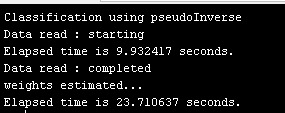 Classification using pseudoInverse
Data read : starting
Elapsed time is 9.932417 seconds.
Data read : completed
weights estimated...
Elapsed time is 23.710637 seconds.